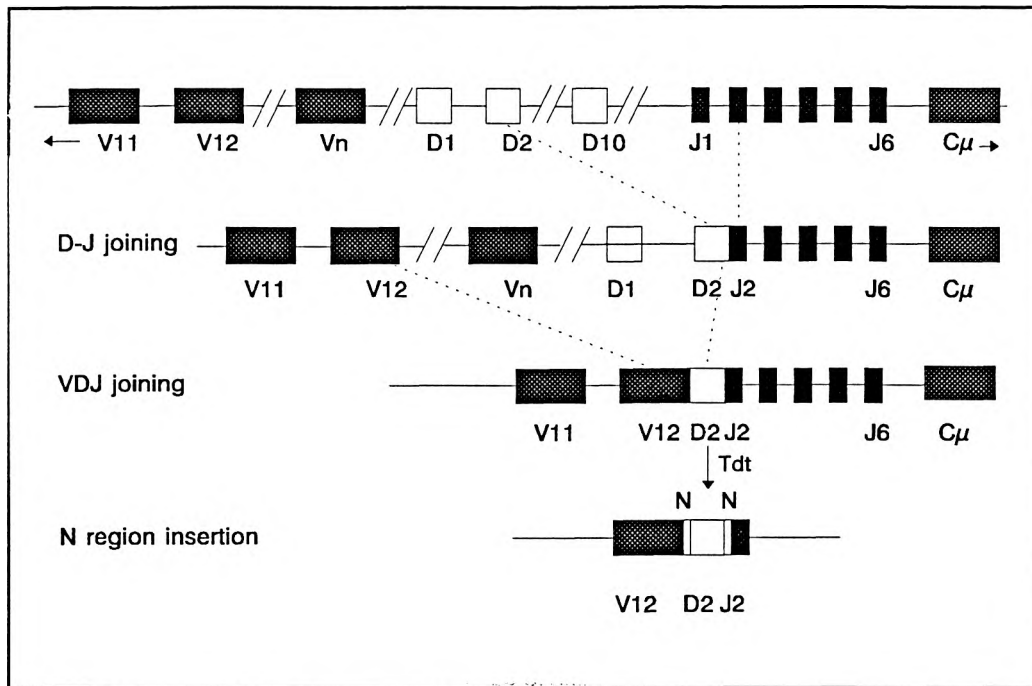 V11 V12 Vn D1 D2 D10 J1 J6 Cμ
D-J joining
V11 V12 Vn D1 D2 J2 J6 Cμ
VDJ joining
V11 V12 D2 J2 J6 Cμ
Tdt
N N
N region insertion
V12 D2 J2